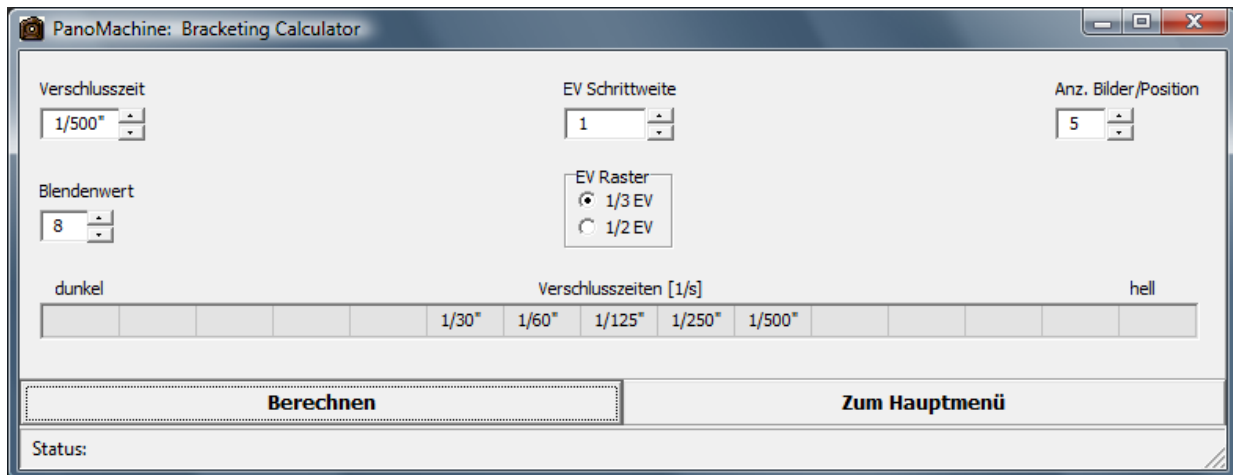 PanoMachine:  Bracketing Calculator
Verschlusszeit EV Schrittweite Anz. Bilder/Position
1/500" 1 5
Blendenwert EV Raster
1/3 EV
8 1/2 EV
dunkel Verschlusszeiten [1/s] hell
1/30" 1/60" 1/125" 1/250" 1/500"
Berechnen Zum Hauptmenü
Status: